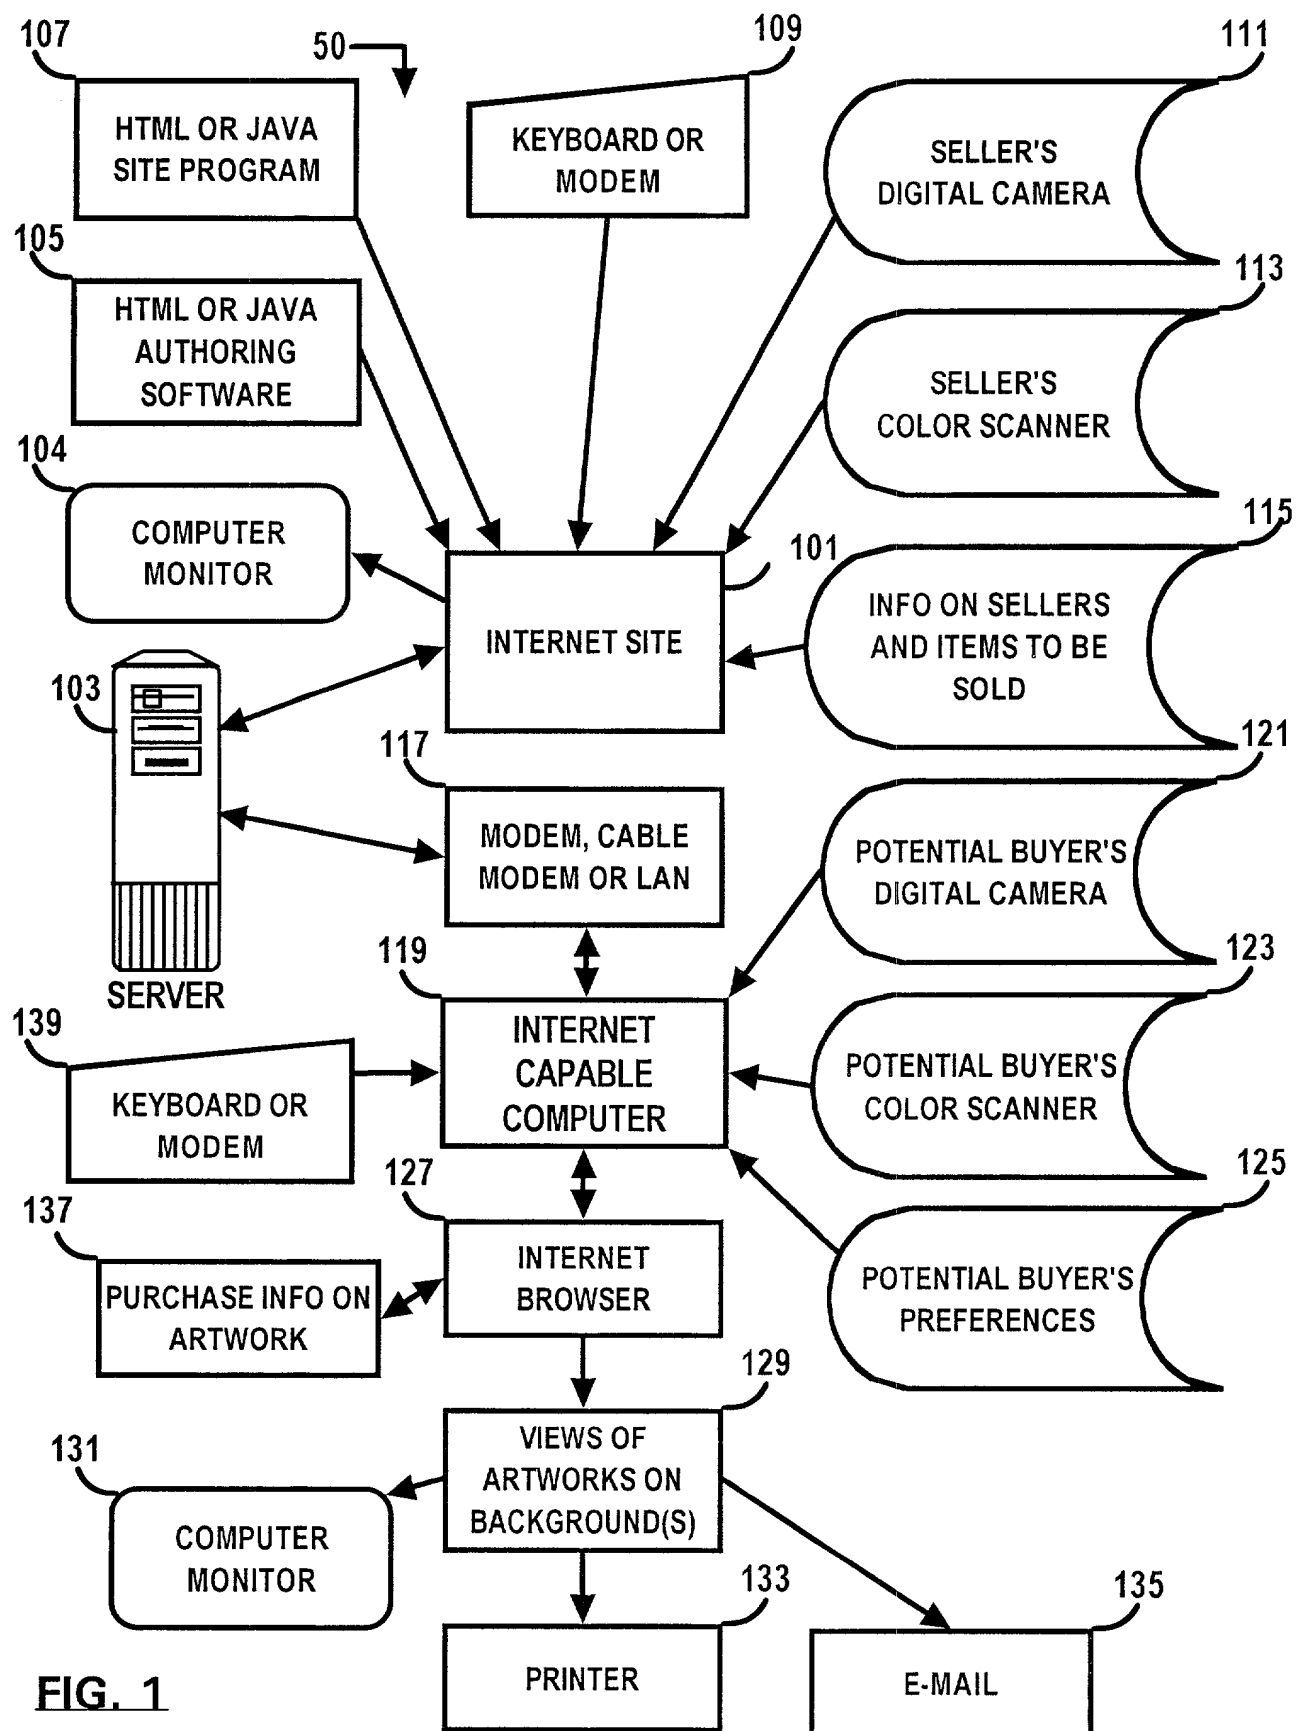 107
50
109
111
HTML OR JAVA
SITE PROGRAM
KEYBOARD OR
MODEM
SELLER'S
DIGITAL CAMERA
105
HTML OR JAVA
AUTHORING
SOFTWARE
113
SELLER'S
COLOR SCANNER
104
COMPUTER
MONITOR
101
INTERNET SITE
115
INFO ON SELLERS
AND ITEMS TO BE
SOLD
103
SERVER
117
MODEM, CABLE
MODEM OR LAN
121
POTENTIAL BUYER'S
DIGITAL CAMERA
119
INTERNET
CAPABLE
COMPUTER
123
POTENTIAL BUYER'S
COLOR SCANNER
139
KEYBOARD OR
MODEM
127
INTERNET
BROWSER
125
POTENTIAL BUYER'S
PREFERENCES
137
PURCHASE INFO ON
ARTWORK
129
VIEWS OF
ARTWORKS ON
BACKGROUND(S)
131
COMPUTER
MONITOR
133
PRINTER
135
E-MAIL
FIG. 1